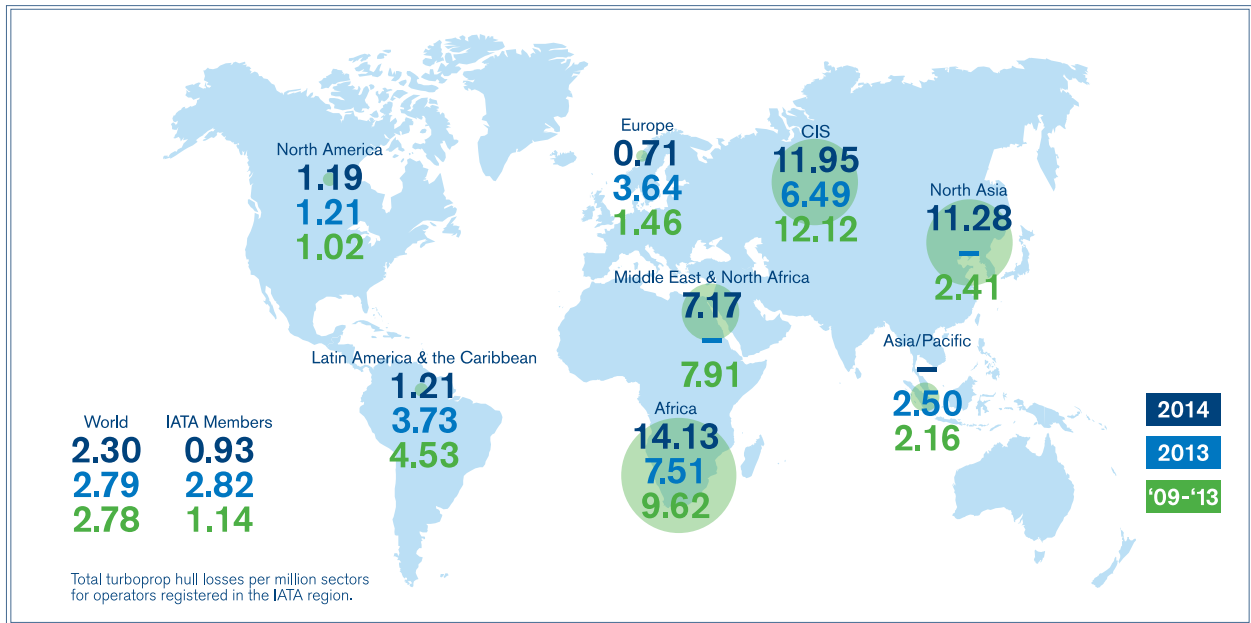 North America
1.19
1.21
1.02
Europe
0.71
3.64
1.46
CIS
11.95
6.49
12.12
North Asia
11.28
–
2.41
Middle East & North Africa
7.17
–
7.91
Asia/Pacific
–
2.50
2.16
Latin America & the Caribbean
1.21
3.73
4.53
Africa
14.13
7.51
9.62
World
2.30
2.79
2.78
IATA Members
0.93
2.82
1.14
2014
2013
‘09-‘13
Total turboprop hull losses per million sectors
for operators registered in the IATA region.